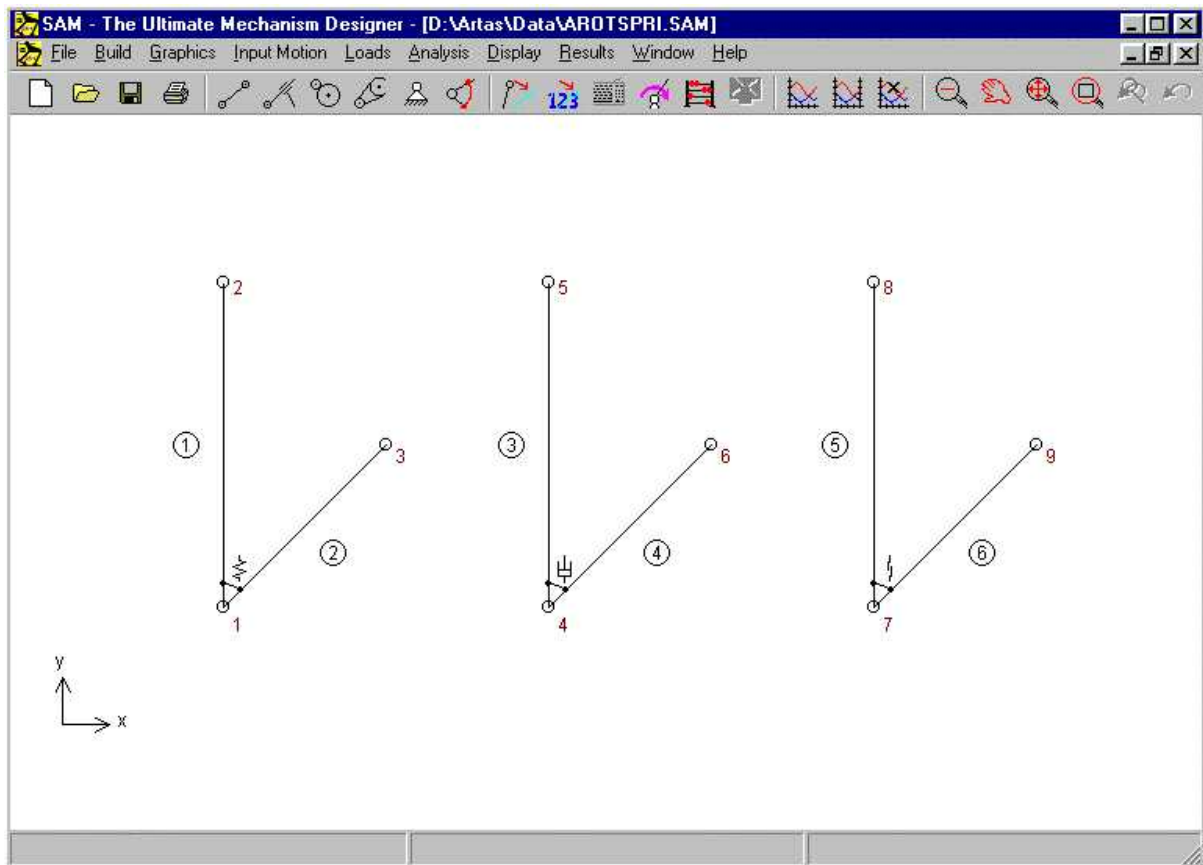 SAM - The Ultimate Mechanism Designer - [D:\Artas\Data\AROTSPRI.SAM]
File Build Graphics Input Motion Loads Analysis Display Results Window Help
123
2 5 8
1 3 3 6 5 9
2 4 6
1 4 7
y
x